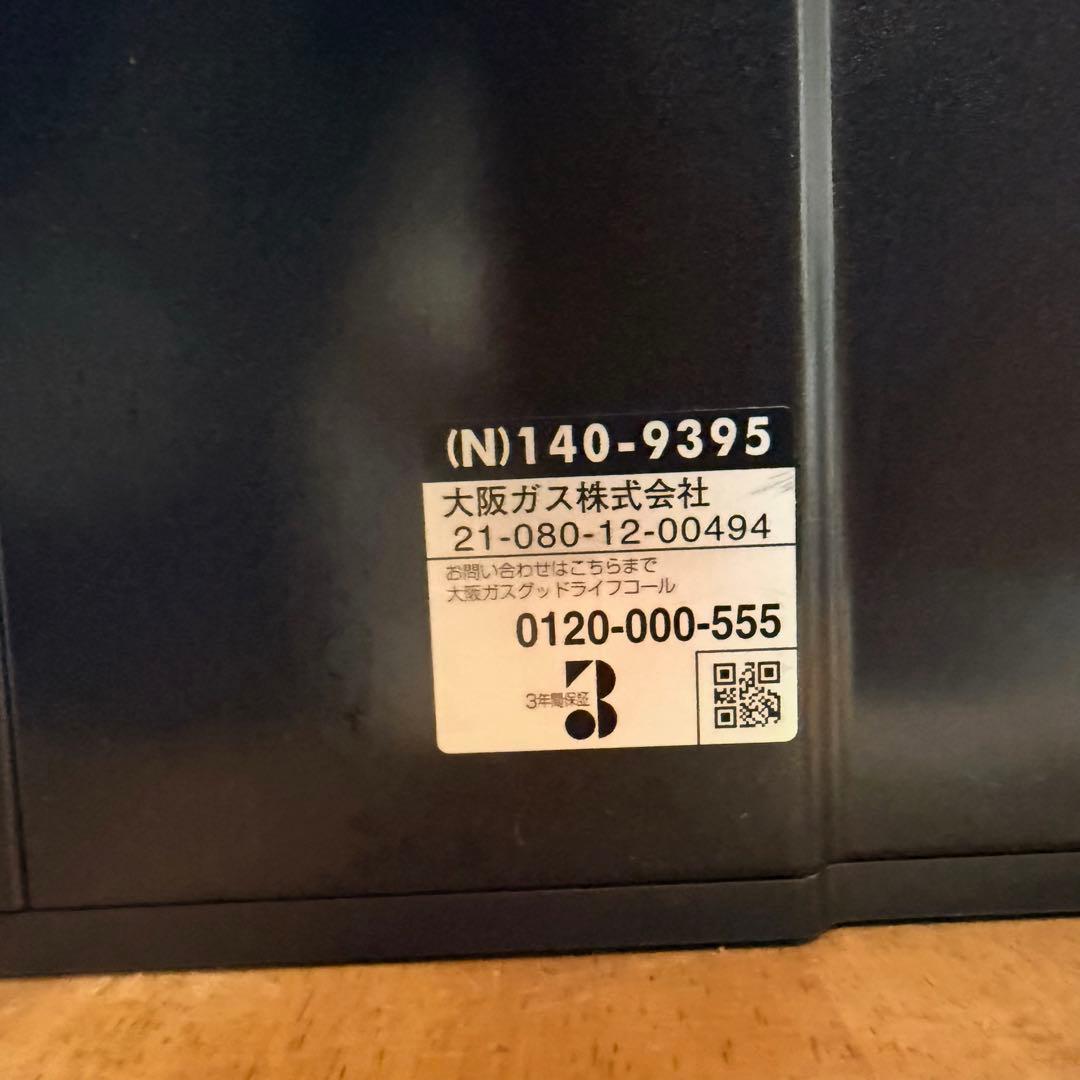 (N)140-9395
大阪ガス株式会社
21-080-12-00494
お問い合わせはこちらまで
大阪ガスグッドライフコール
0120-000-555
3年間保証
3